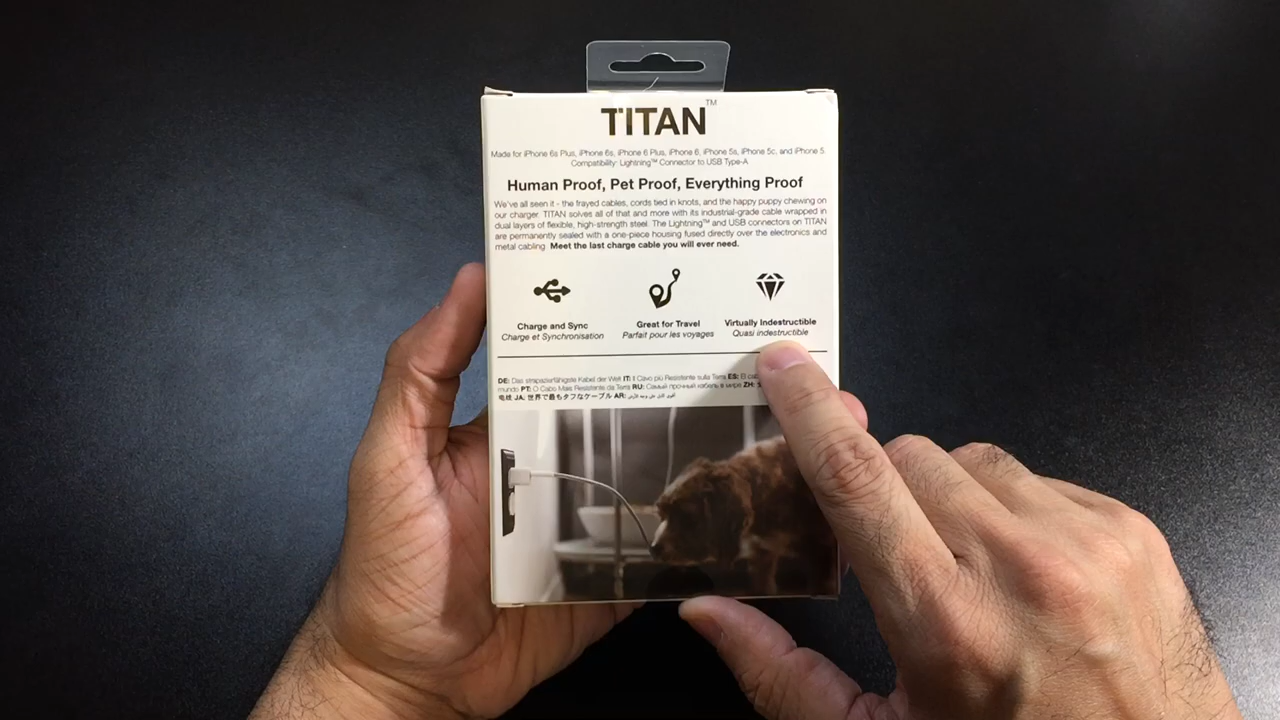 TITAN™
Made for iPhone 6s Plus, iPhone 6s, iPhone 6 Plus, iPhone 6, iPhone 5s, iPhone 5c, and iPhone 5.
Compatibility: Lightning™ Connector to USB Type-A
Human Proof, Pet Proof, Everything Proof
We've all seen it - the frayed cables, cords tied in knots, and the happy puppy chewing on
our charger. TITAN solves all of that and more with its industrial-grade cable wrapped in
dual layers of flexible, high-strength steel. The Lightning™ and USB connectors on TITAN
are permanently sealed with a one-piece housing fused directly over the electronics and
metal cabling. Meet the last charge cable you will ever need.
Charge and Sync
Charge et Synchronisation
Great for Travel
Parfait pour les voyages
Virtually Indestructible
Quasi indestructible
DE: Das strapazierfähigste Kabel der Welt IT: Il Cavo più Resistente sulla Terra ES: El
mundo PT: O Cabo Mais Resistente da Terra RU: Самый прочный кабель в мире ZH:
JA: 世界で最もタフなケーブル AR: أقوى كابل على وجه الأرض